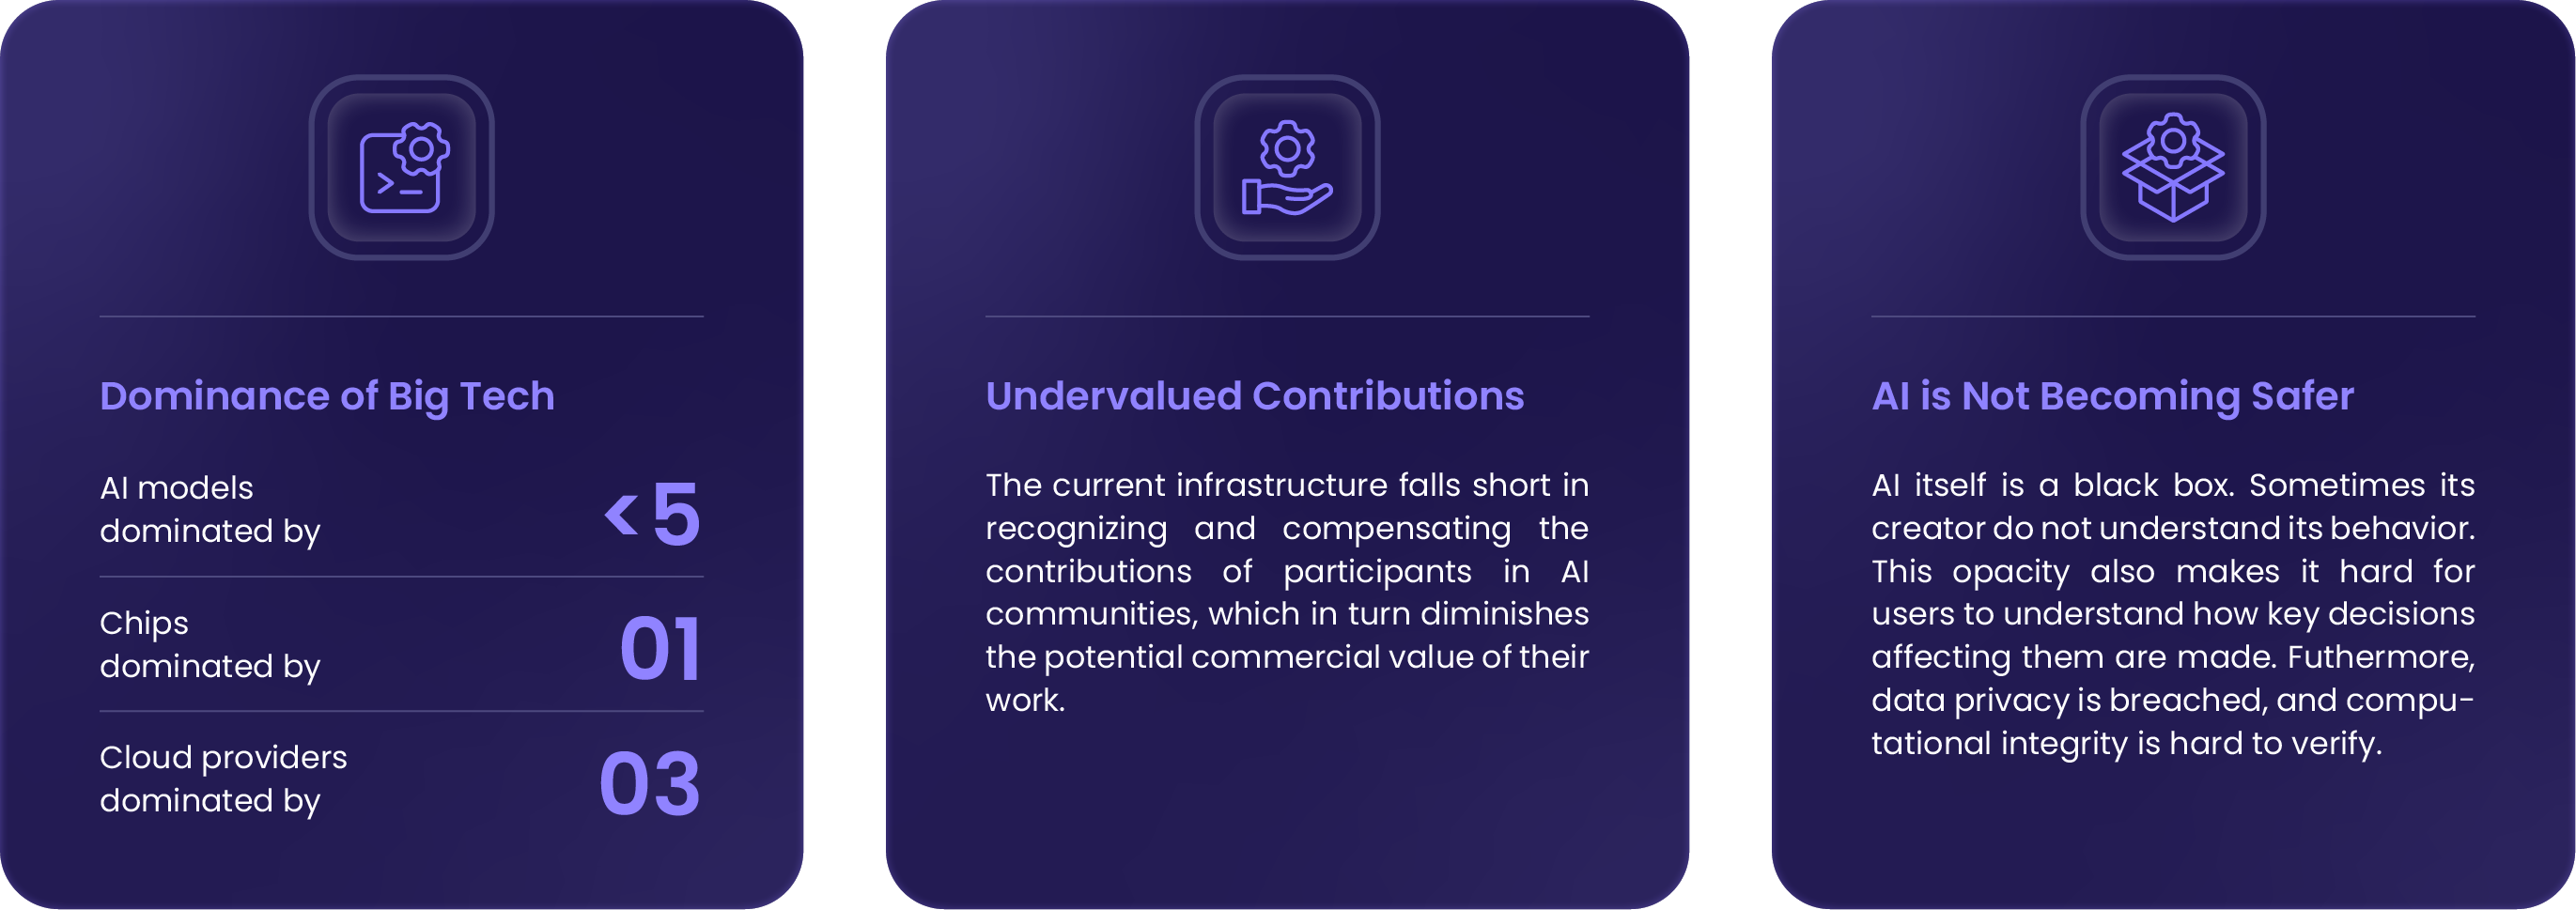 Dominance of Big Tech
AI models
dominated by
<5
Chips
dominated by
01
Cloud providers
dominated by
03
Undervalued Contributions
The current infrastructure falls short in
recognizing and compensating the
contributions of participants in AI
communities, which in turn diminishes
the potential commercial value of their
work.
AI is Not Becoming Safer
AI itself is a black box. Sometimes its
creator do not understand its behavior.
This opacity also makes it hard for
users to understand how key decisions
affecting them are made. Futhermore,
data privacy is breached, and compu-
tational integrity is hard to verify.